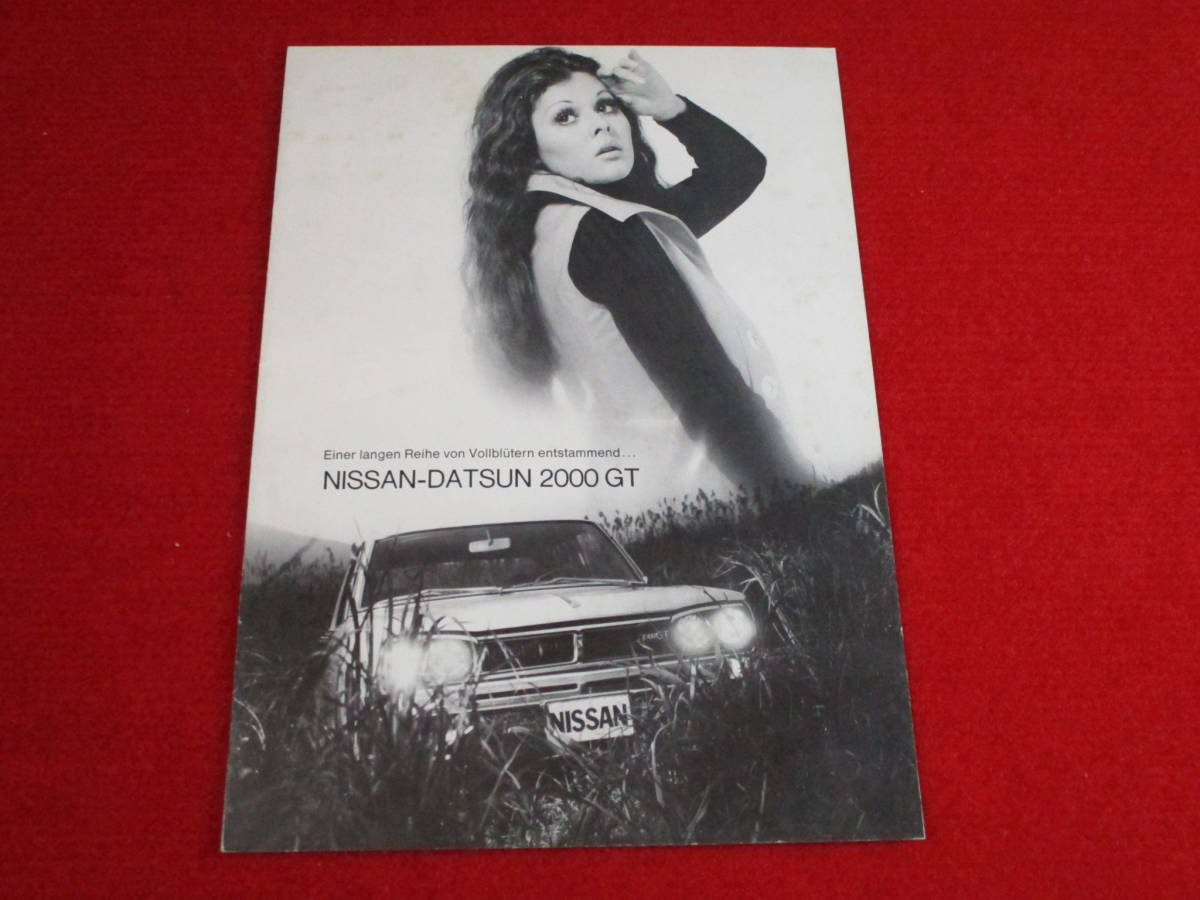 Einer langen Reihe von Vollblütern entstammend...
NISSAN-DATSUN 2000 GT
NISSAN